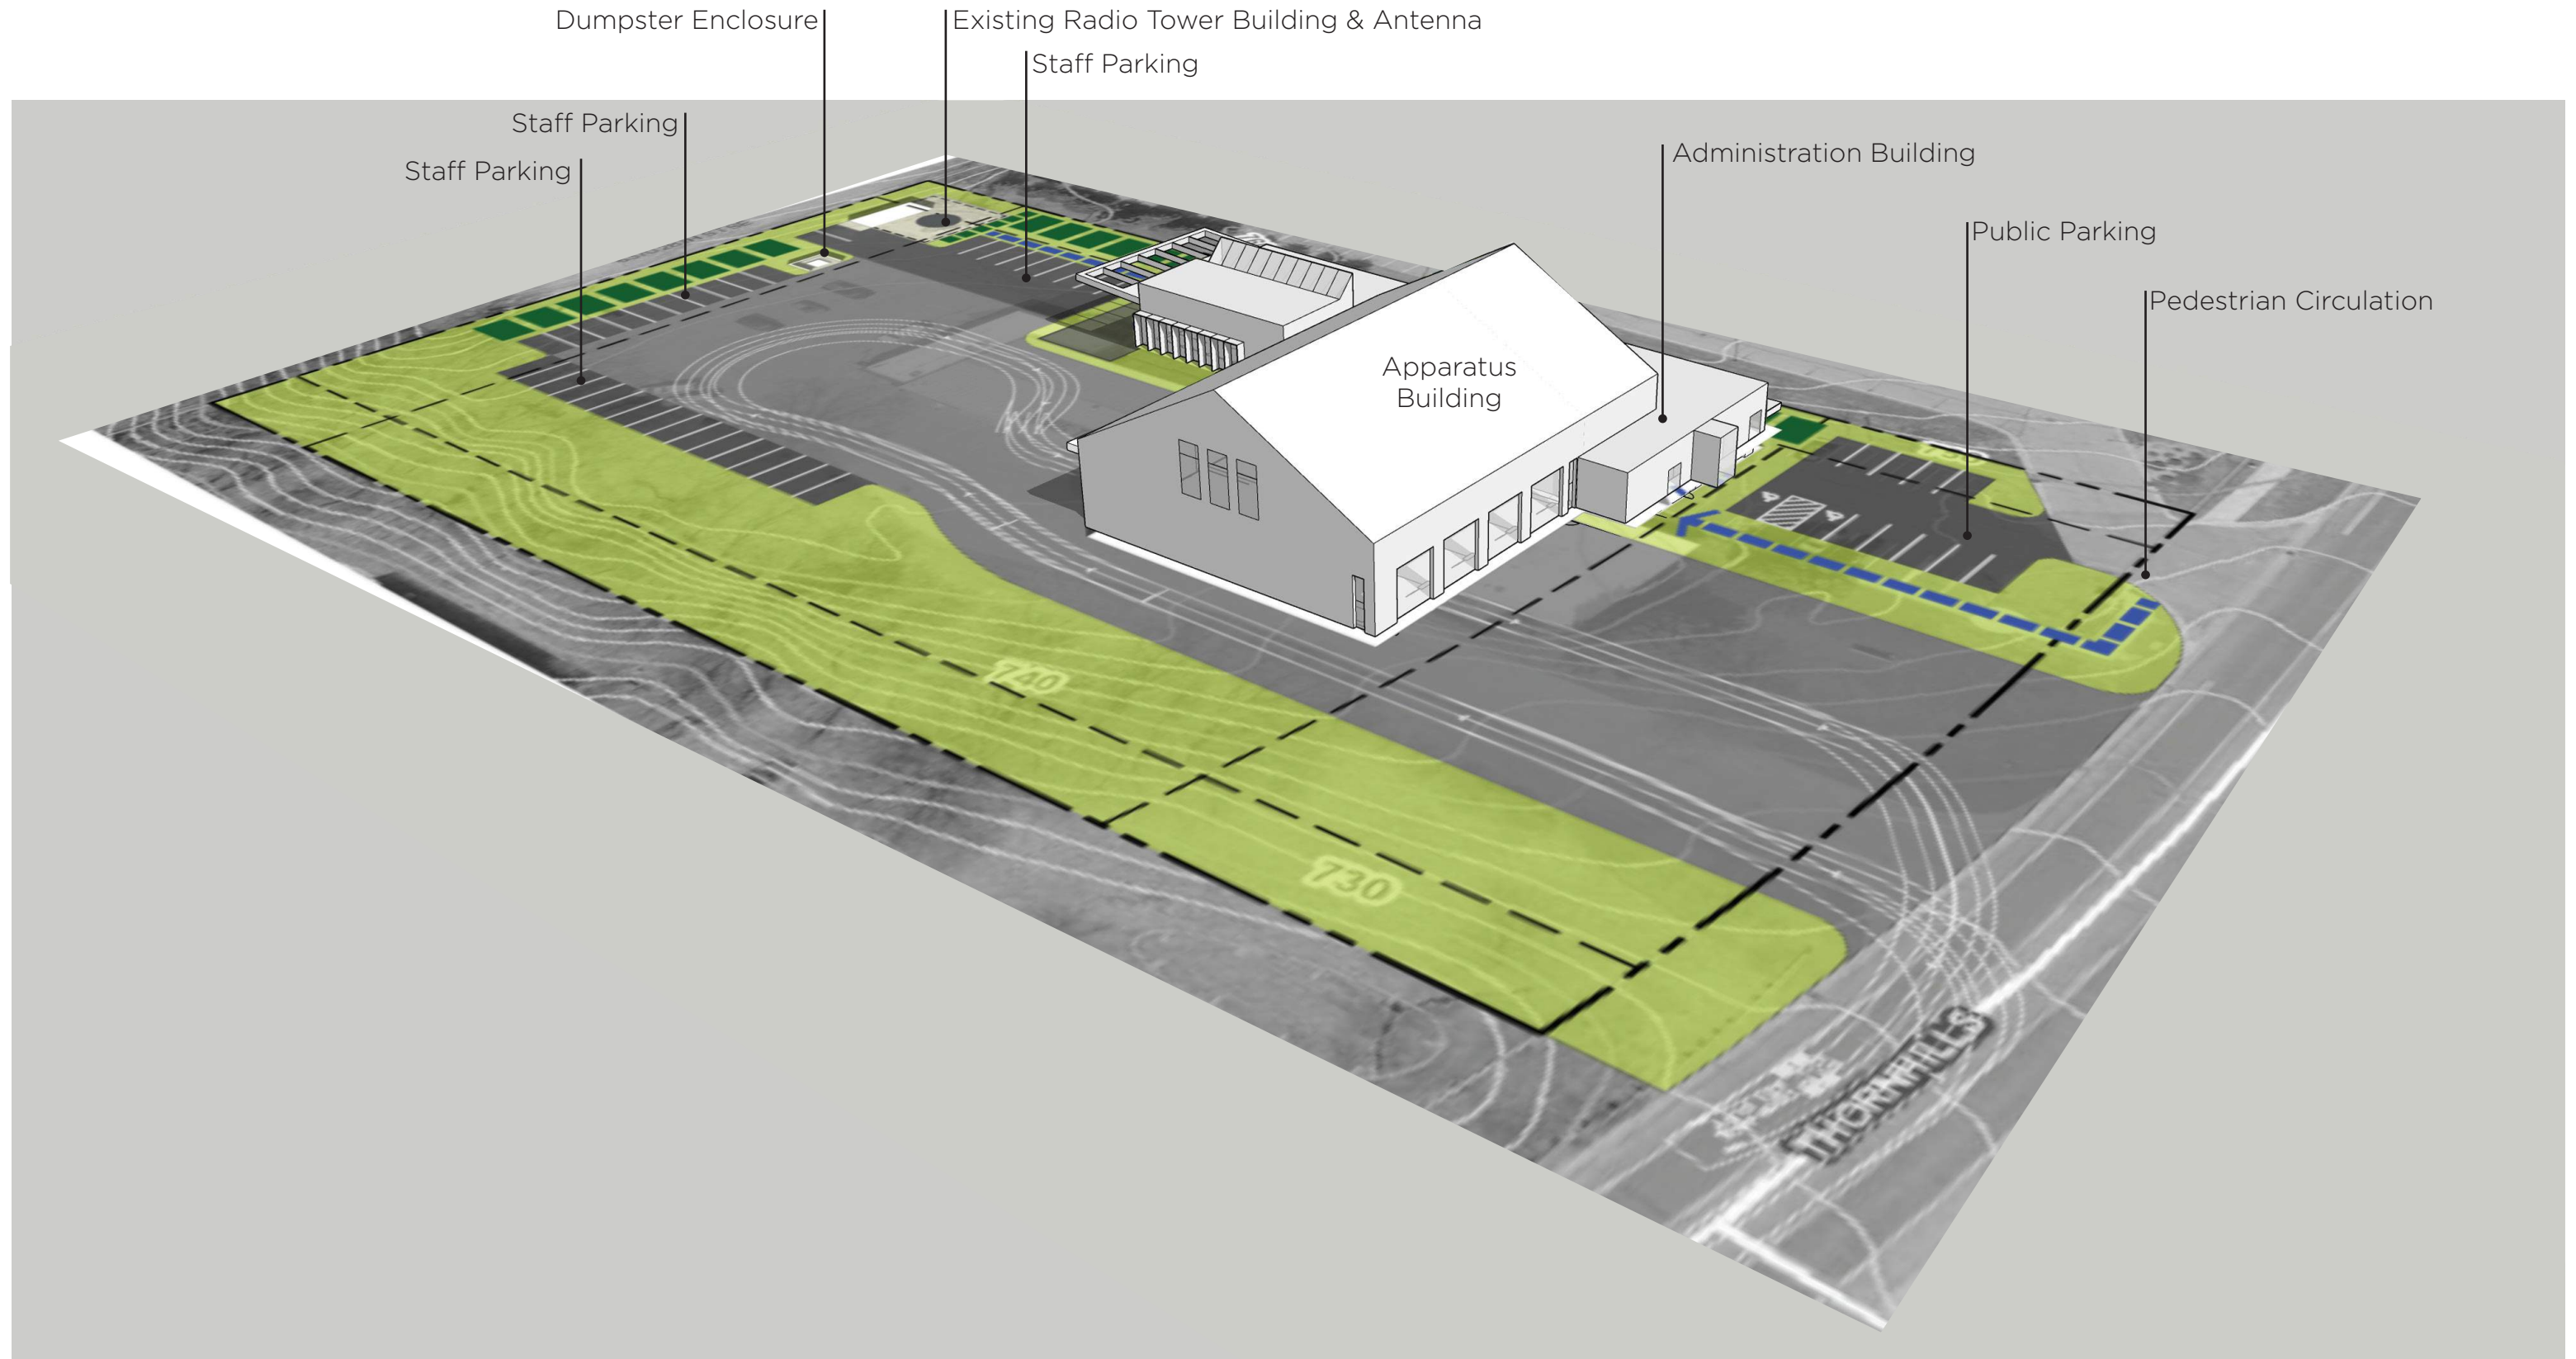 Dumpster Enclosure
Existing Radio Tower Building & Antenna
Staff Parking
Staff Parking
Staff Parking
Administration Building
Public Parking
Pedestrian Circulation
Apparatus
Building
740
730
THORNHILLS